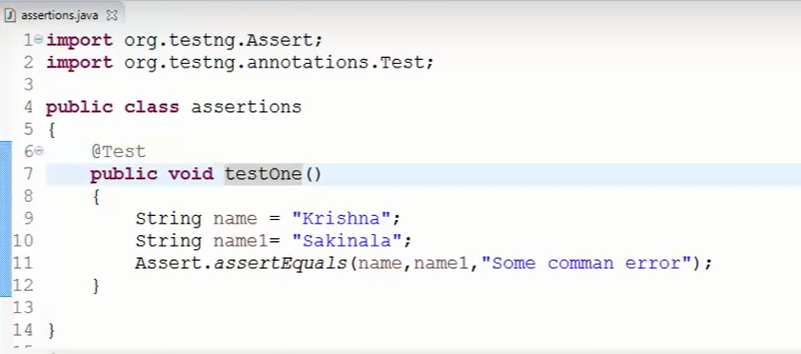 assertions.java
1 import org.testng.Assert;
2 import org.testng.annotations.Test;
3
4 public class assertions
5 {
6 @Test
7 public void testOne()
8 {
9 String name = "Krishna";
10 String name1= "Sakinala";
11 Assert.assertEquals(name,name1,"Some comman error");
12 }
13
14 }